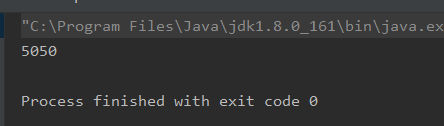 "C:\Program Files\Java\jdk1.8.0_161\bin\java.ex
5050
Process finished with exit code 0